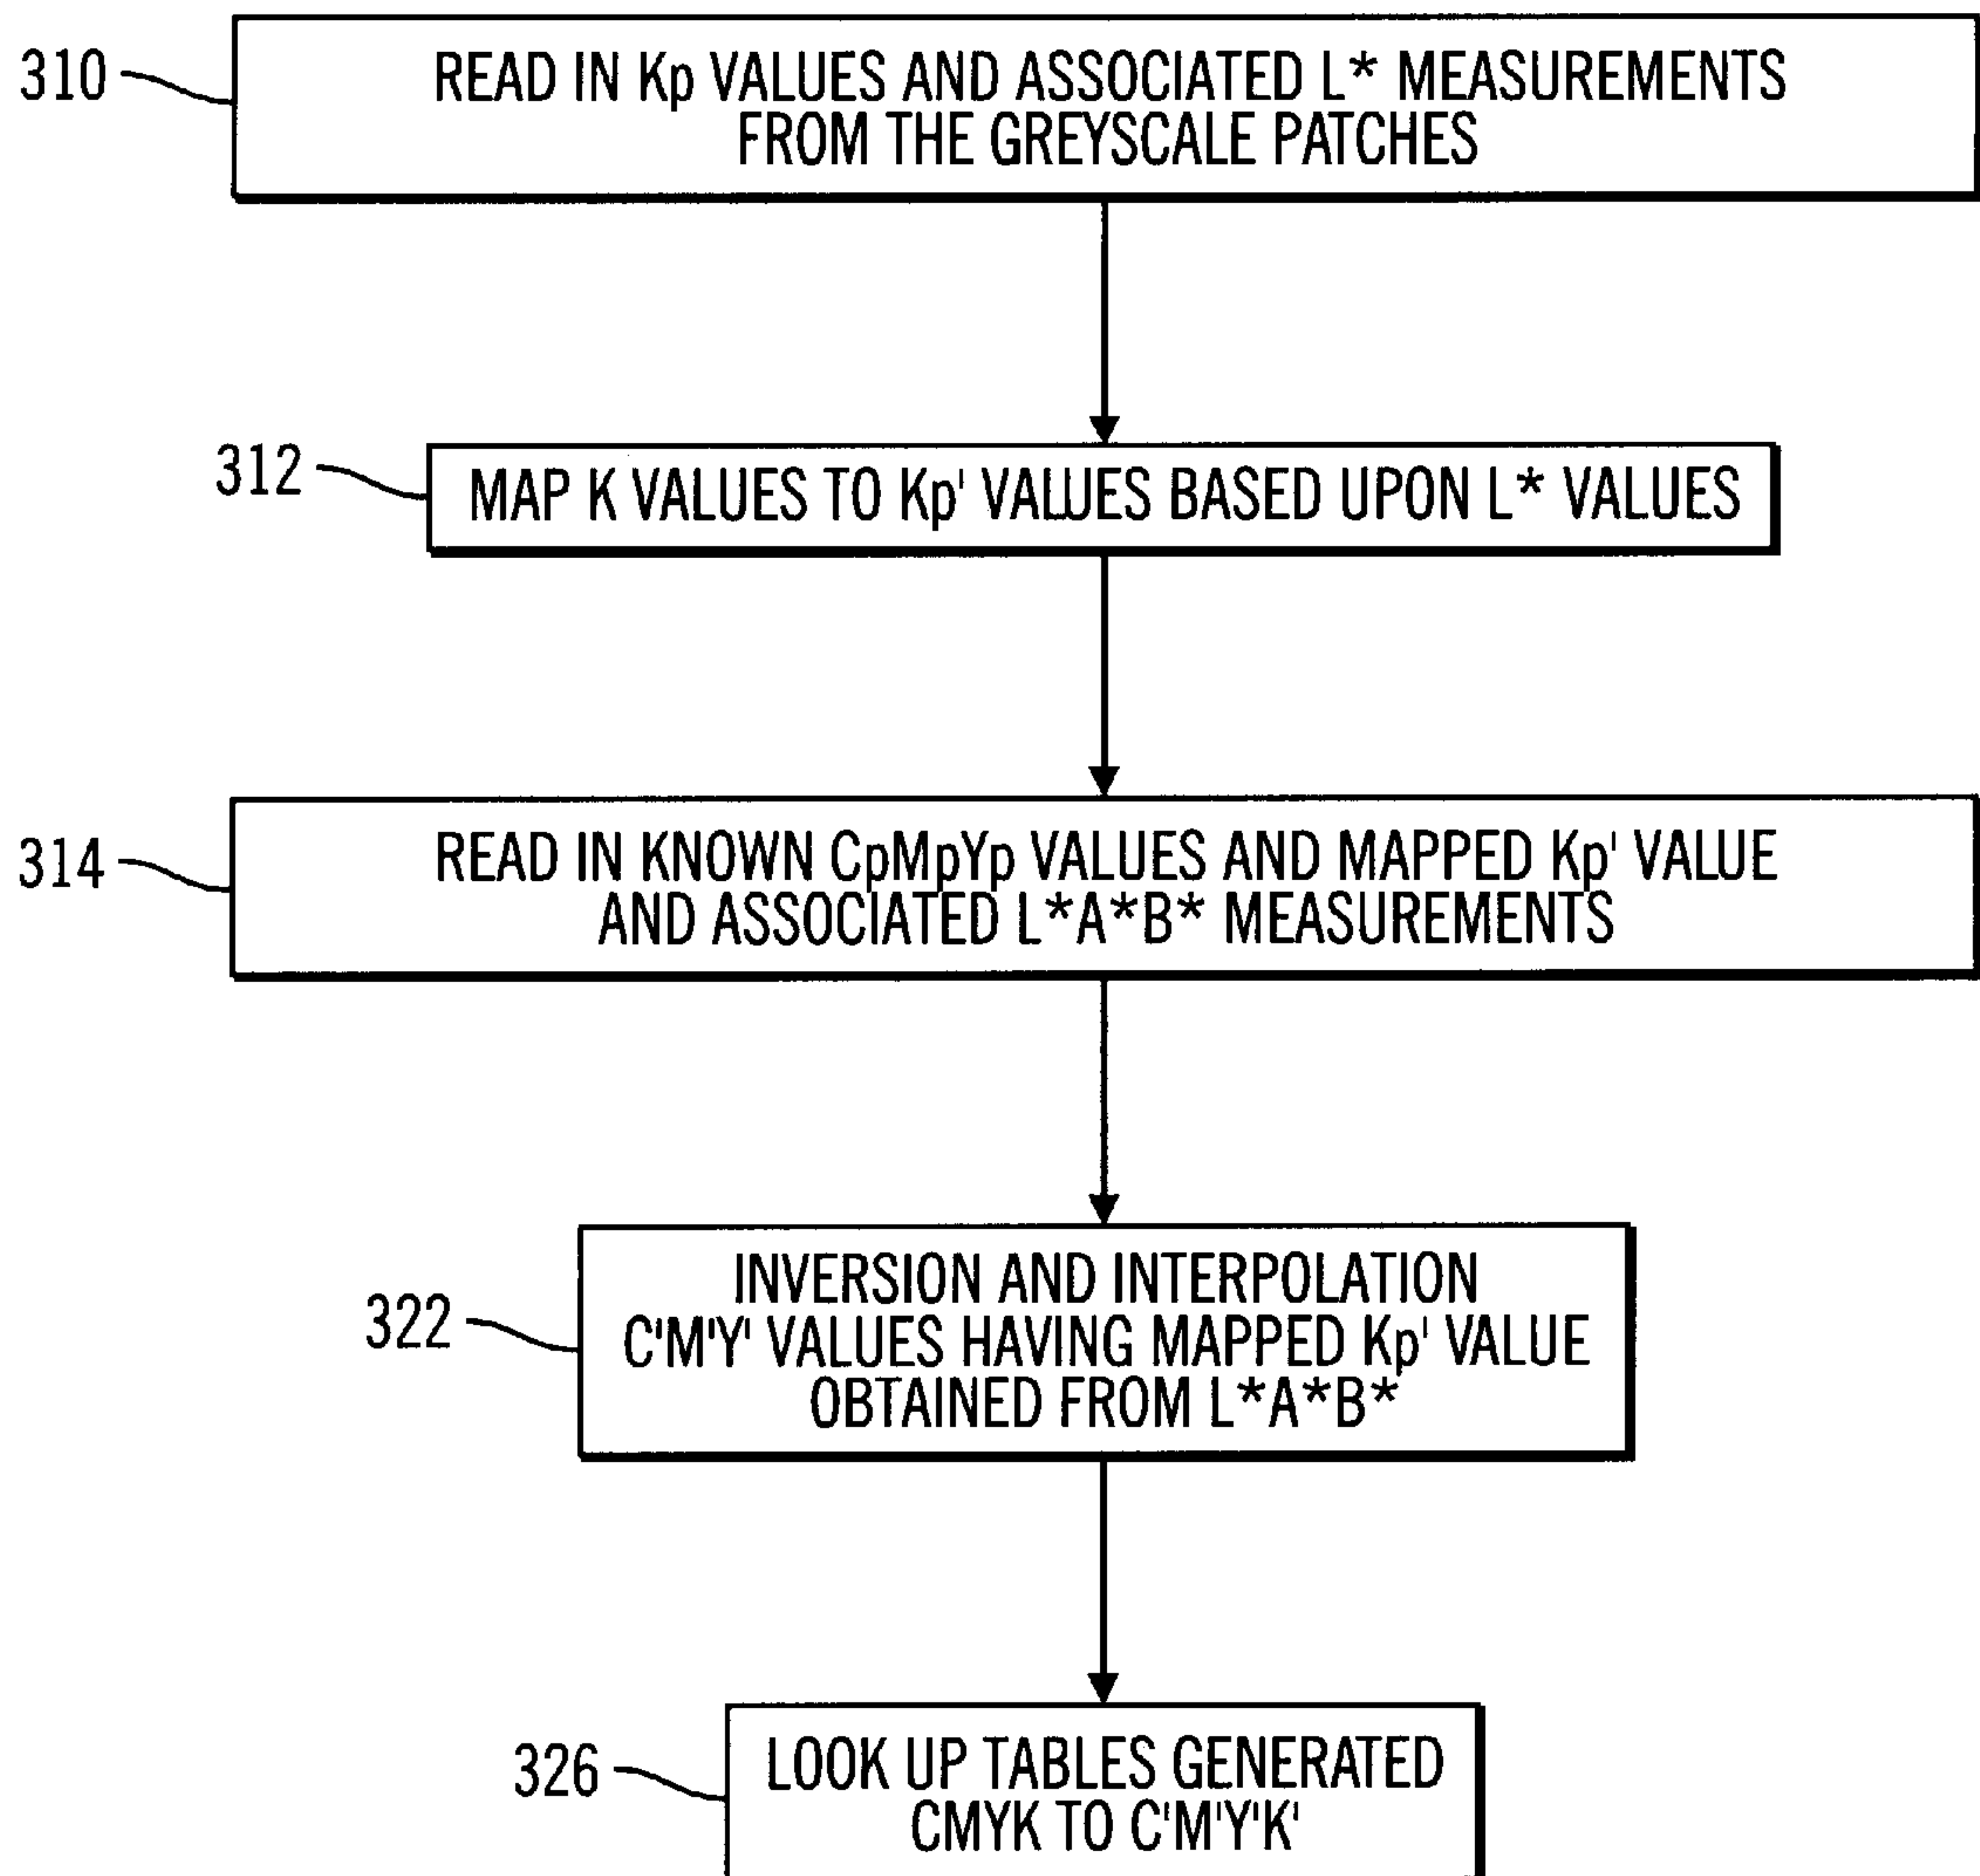 310
READ IN Kp VALUES AND ASSOCIATED L* MEASUREMENTS
FROM THE GREYSCALE PATCHES
312
MAP K VALUES TO Kp' VALUES BASED UPON L* VALUES
314
READ IN KNOWN CpMpYp VALUES AND MAPPED Kp' VALUE
AND ASSOCIATED L*A*B* MEASUREMENTS
322
INVERSION AND INTERPOLATION
C'M'Y' VALUES HAVING MAPPED Kp' VALUE
OBTAINED FROM L*A*B*
326
LOOK UP TABLES GENERATED
CMYK TO C'M'Y'K'